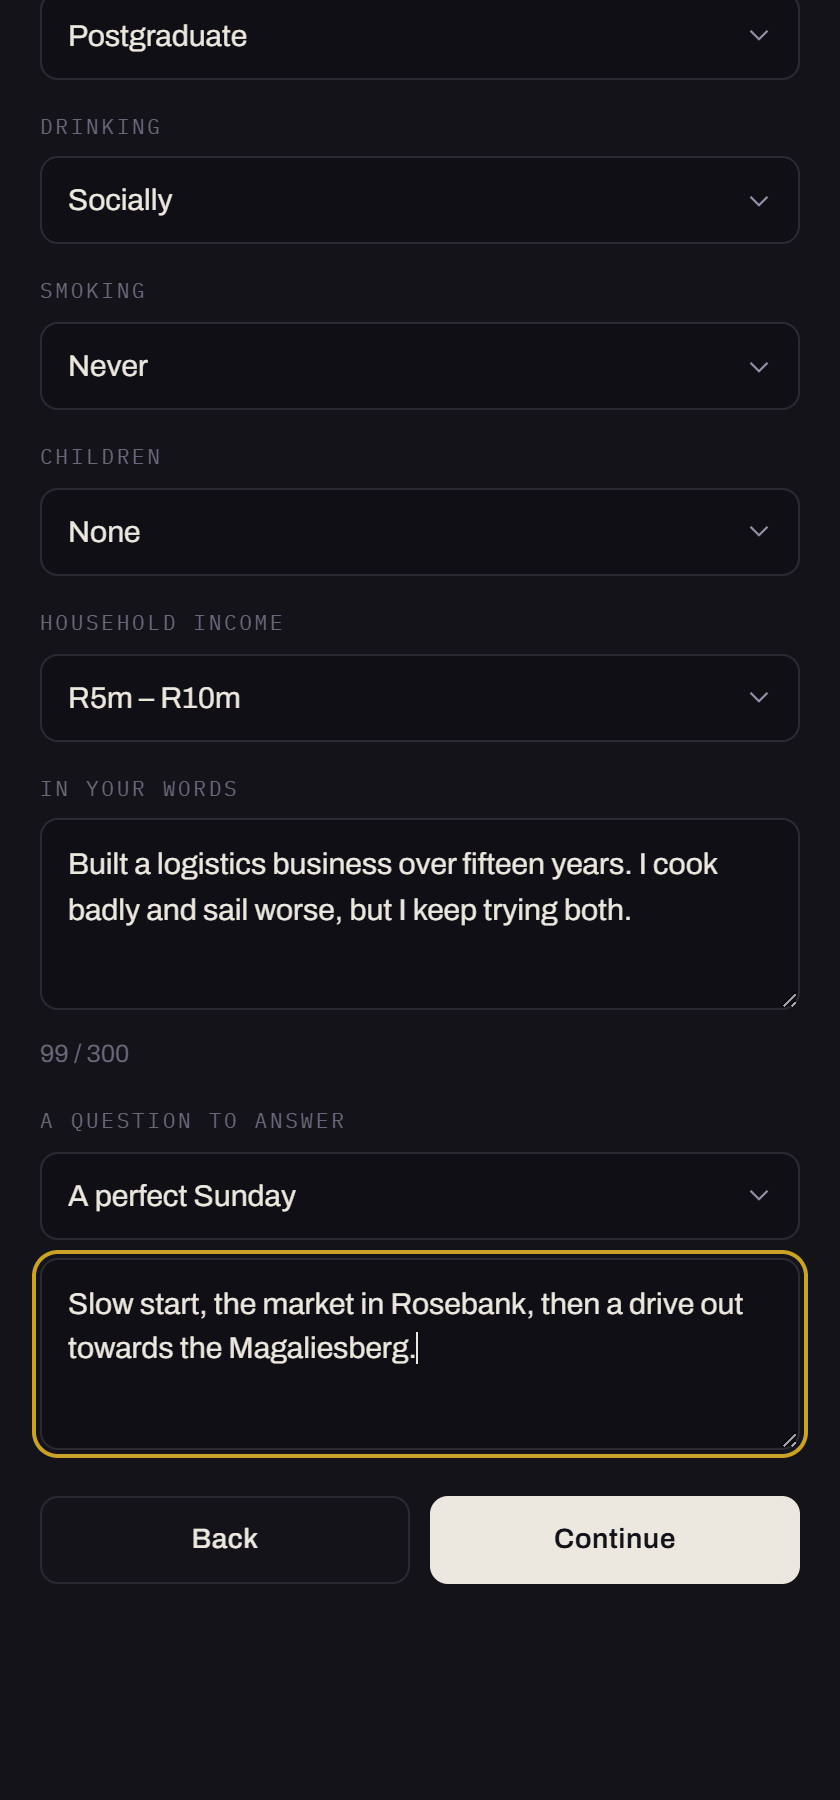 Postgraduate
DRINKING
Socially
SMOKING
Never
CHILDREN
None
HOUSEHOLD INCOME
R5m – R10m
IN YOUR WORDS
Built a logistics business over fifteen years. I cook
badly and sail worse, but I keep trying both.
99 / 300
A QUESTION TO ANSWER
A perfect Sunday
Slow start, the market in Rosebank, then a drive out
towards the Magaliesberg.
Back
Continue